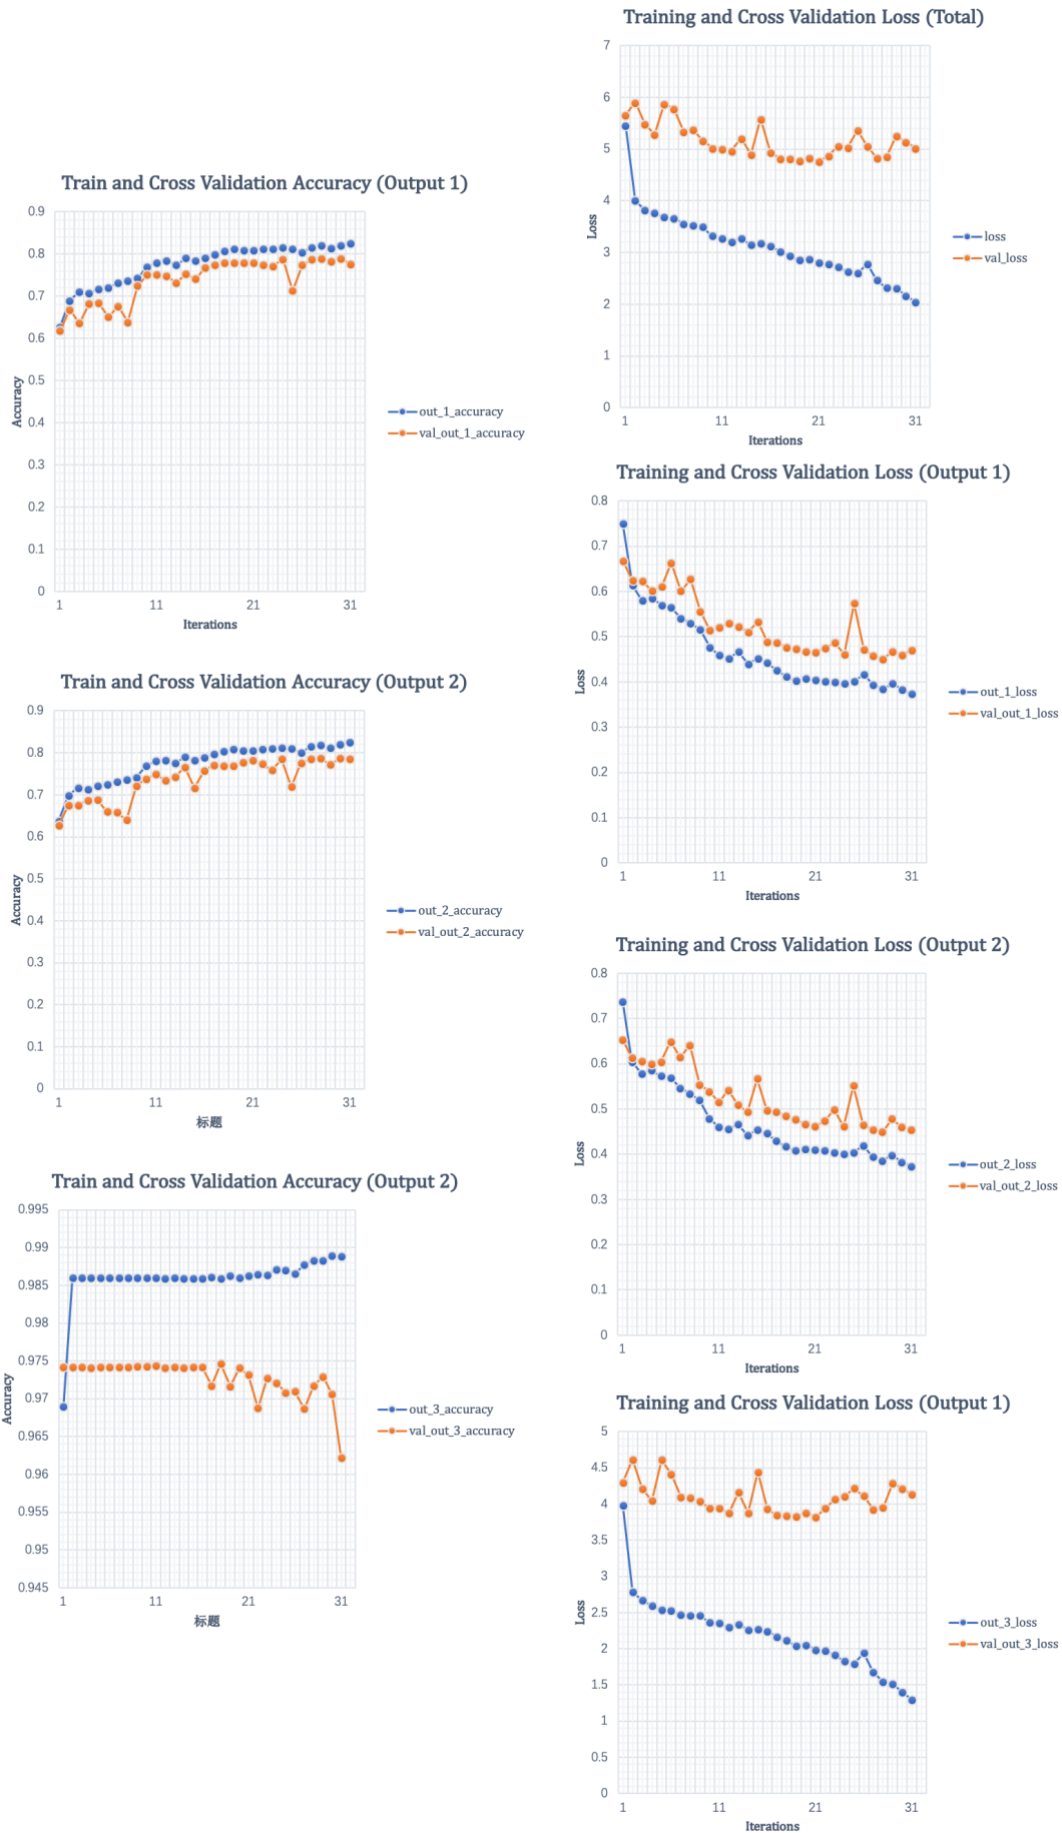 Train and Cross Validation Accuracy (Output 1)
0.9
0.8
0.7
0.6
0.5
0.4
0.3
0.2
0.1
0
Accuracy
1 11 21 31
Iterations
out_1_accuracy
val_out_1_accuracy
Train and Cross Validation Accuracy (Output 2)
0.9
0.8
0.7
0.6
0.5
0.4
0.3
0.2
0.1
0
Accuracy
1 11 21 31
标题
out_2_accuracy
val_out_2_accuracy
Train and Cross Validation Accuracy (Output 2)
0.995
0.99
0.985
0.98
0.975
0.97
0.965
0.96
0.955
0.95
0.945
Accuracy
1 11 21 31
标题
out_3_accuracy
val_out_3_accuracy
Training and Cross Validation Loss (Total)
7
6
5
4
3
2
1
0
Loss
1 11 21 31
Iterations
loss
val_loss
Training and Cross Validation Loss (Output 1)
0.8
0.7
0.6
0.5
0.4
0.3
0.2
0.1
0
Loss
1 11 21 31
Iterations
out_1_loss
val_out_1_loss
Training and Cross Validation Loss (Output 2)
0.8
0.7
0.6
0.5
0.4
0.3
0.2
0.1
0
Loss
1 11 21 31
Iterations
out_2_loss
val_out_2_loss
Training and Cross Validation Loss (Output 1)
5
4.5
4
3.5
3
2.5
2
1.5
1
0.5
0
Loss
1 11 21 31
Iterations
out_3_loss
val_out_3_loss